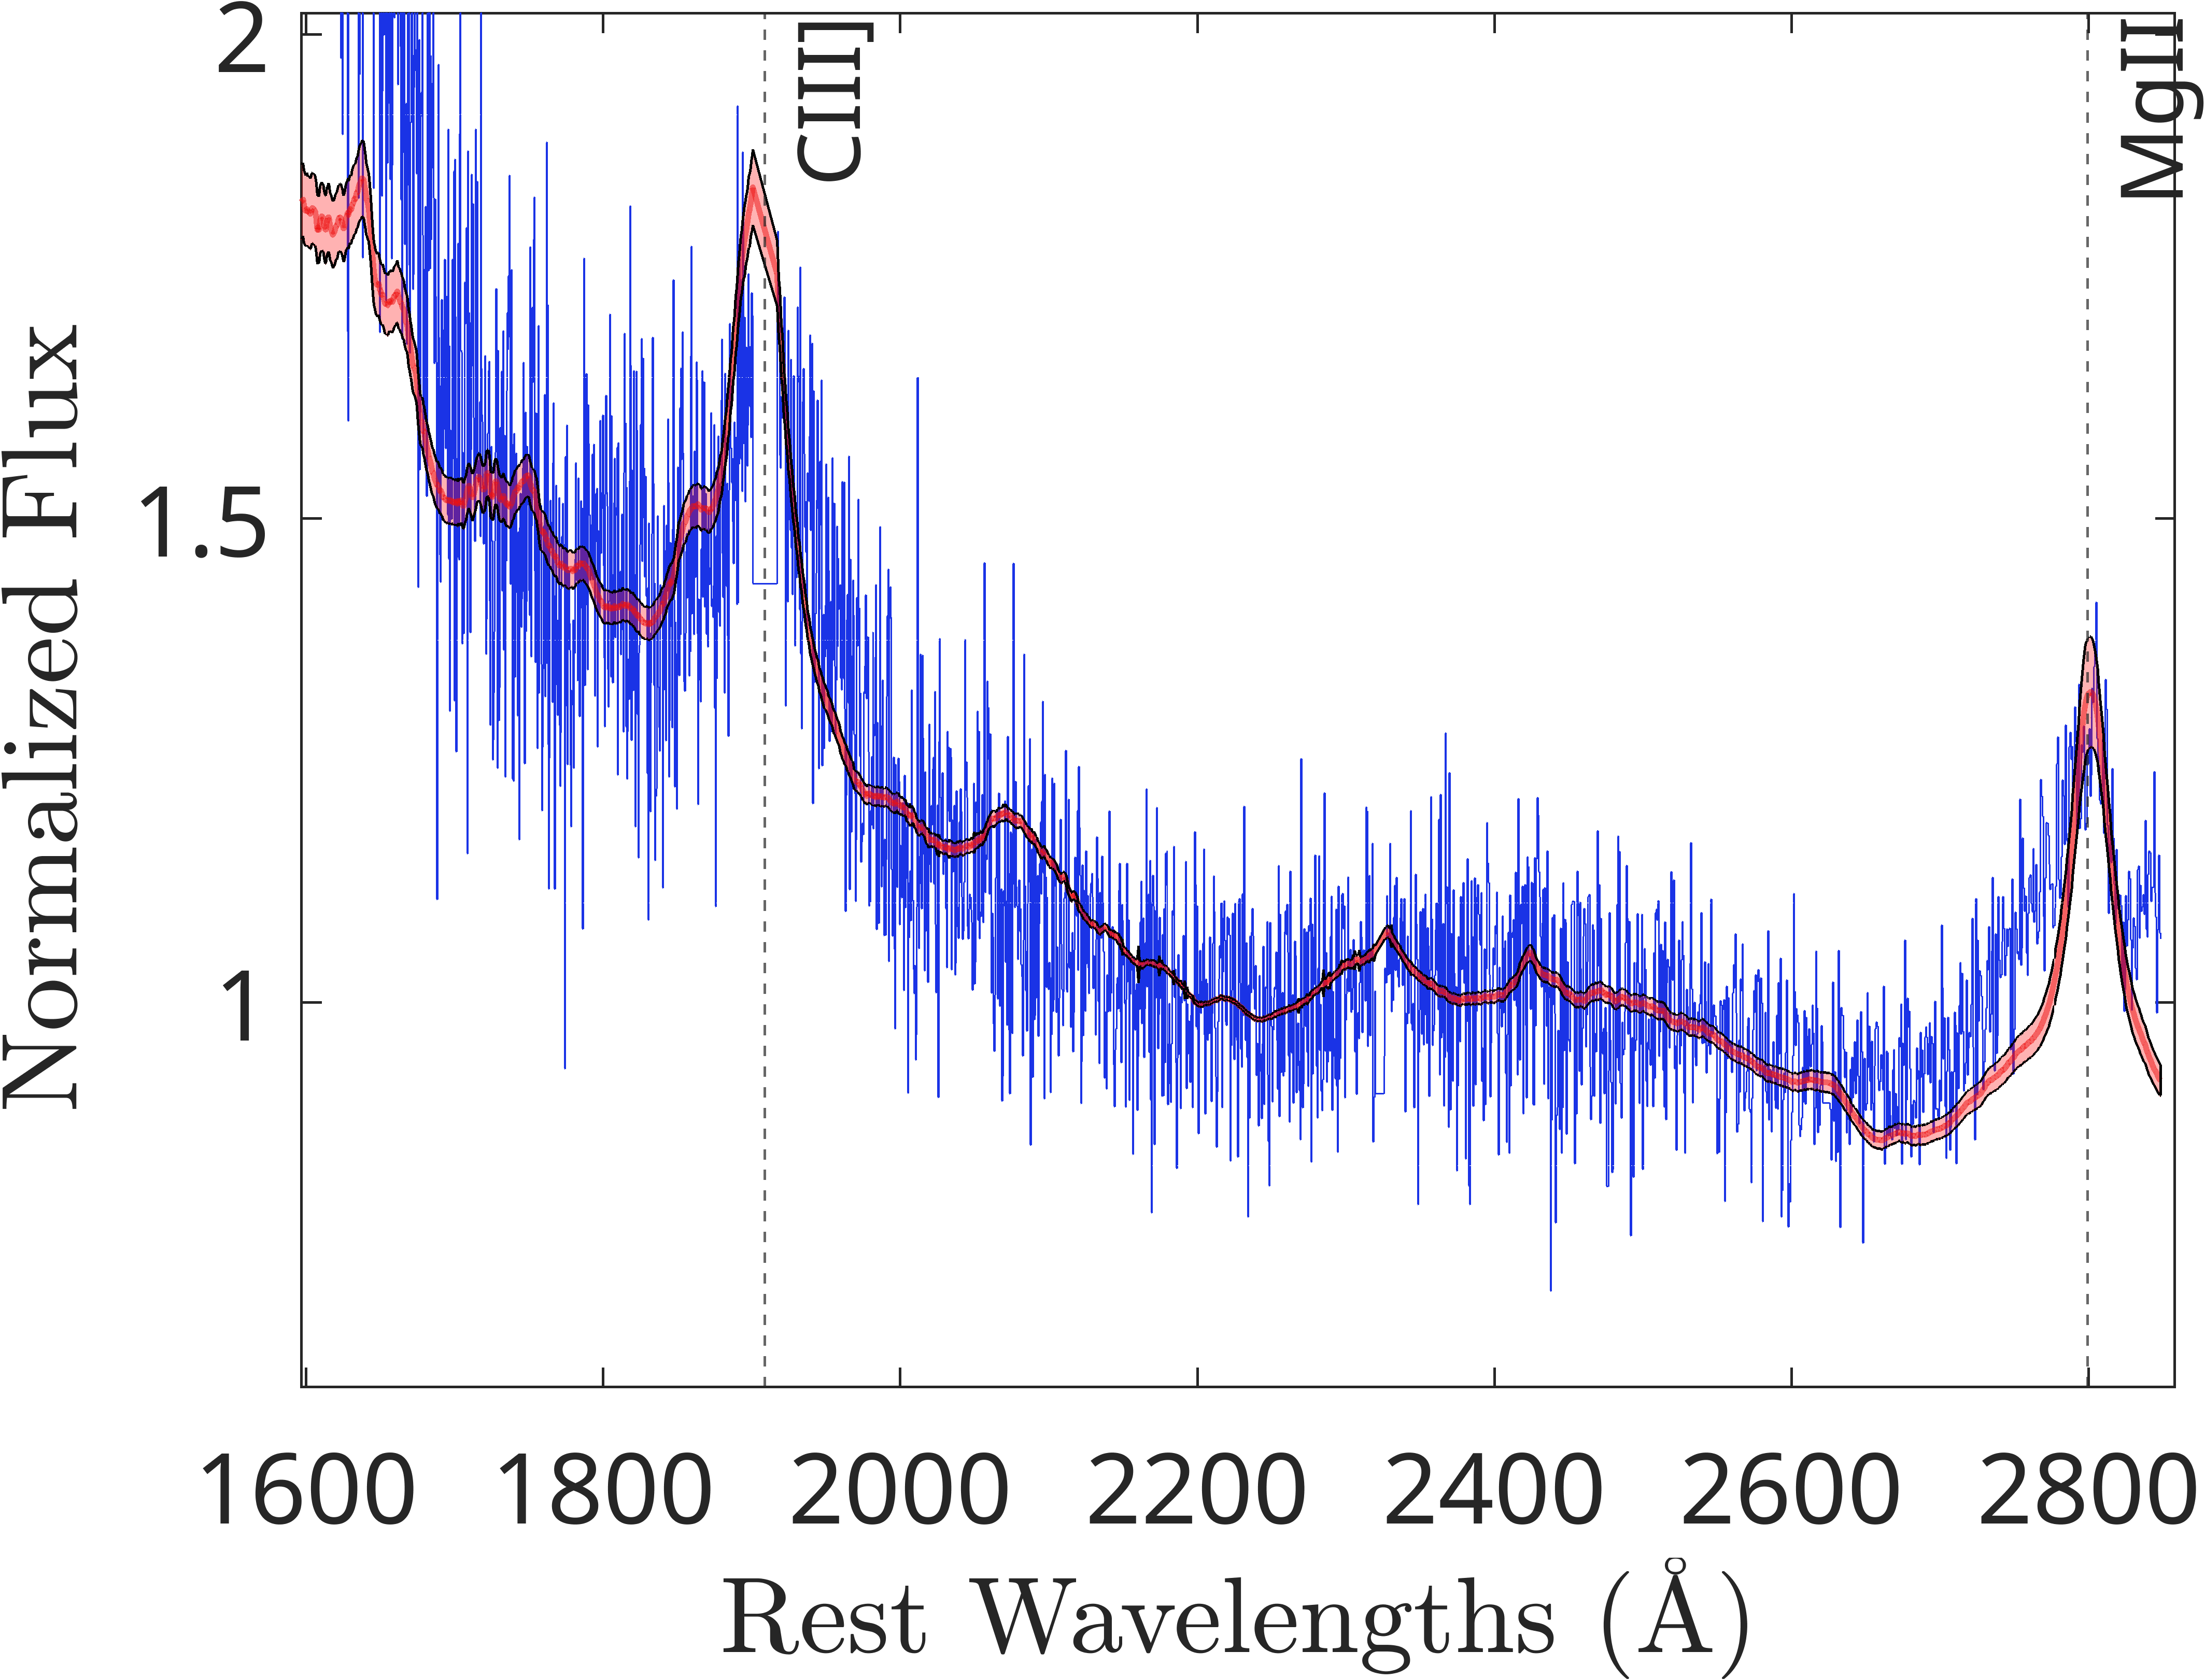 2
CIII]
MgII
1.5
1
Normalized Flux
1600 1800 2000 2200 2400 2600 2800
Rest Wavelengths (Å)